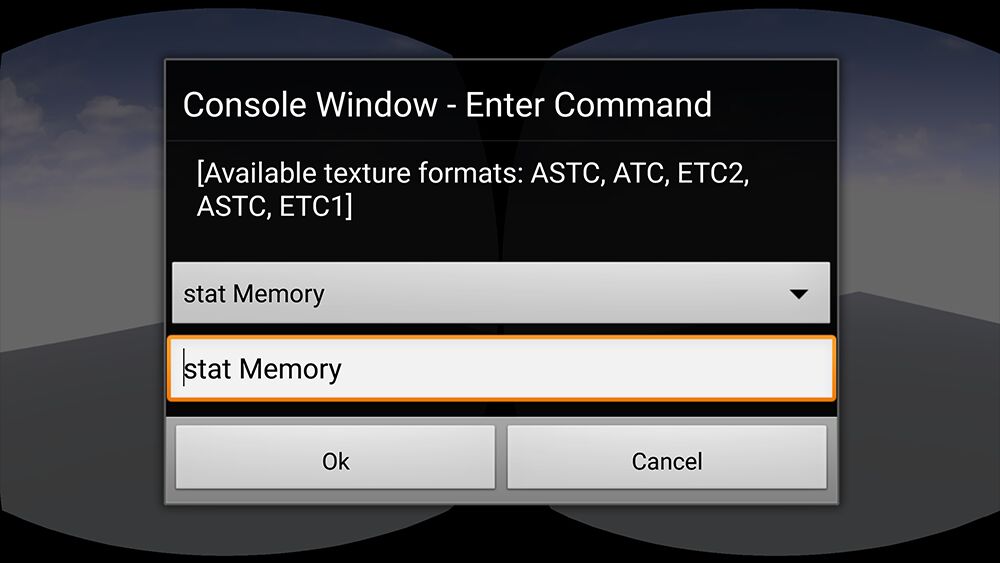 Console Window - Enter Command
[Available texture formats: ASTC, ATC, ETC2,
ASTC, ETC1]
stat Memory
stat Memory
Ok
Cancel